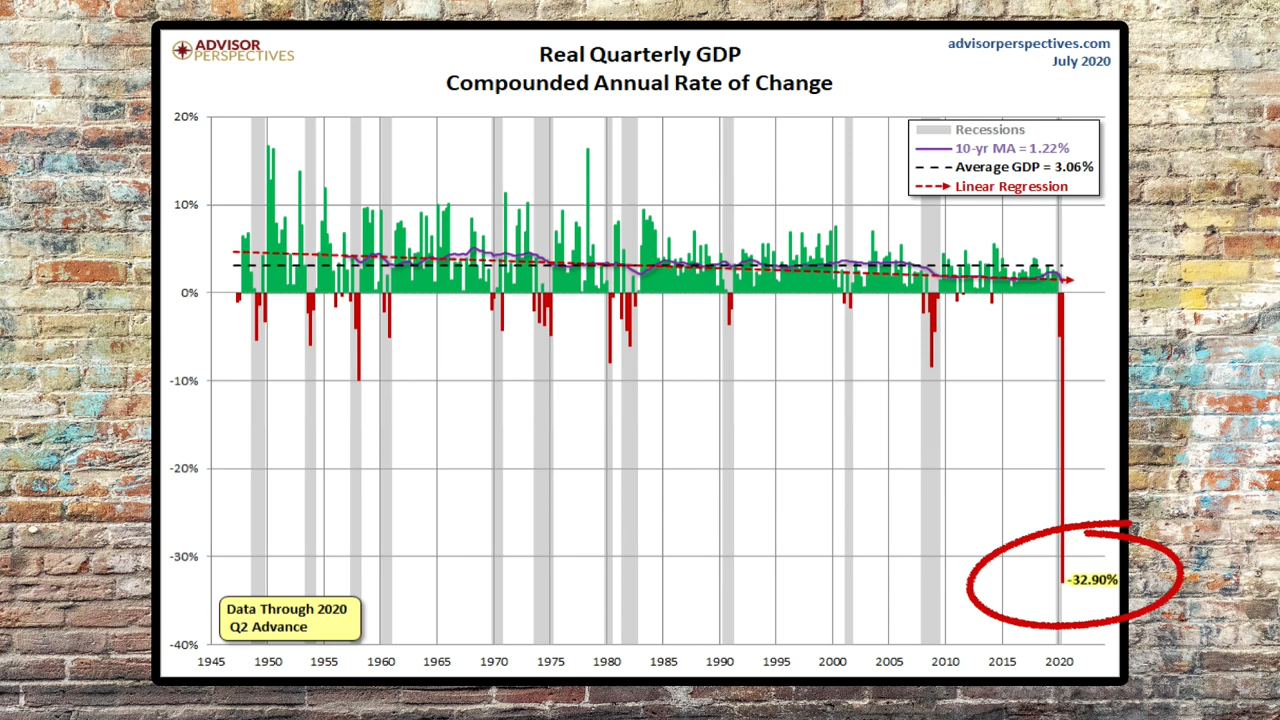 ADVISOR
PERSPECTIVES
Real Quarterly GDP
Compounded Annual Rate of Change
advisorperspectives.com
July 2020
Recessions
10-yr MA = 1.22%
Average GDP = 3.06%
Linear Regression
20%
10%
0%
-10%
-20%
-30%
-40%
-32.90%
Data Through 2020
Q2 Advance
1945 1950 1955 1960 1965 1970 1975 1980 1985 1990 1995 2000 2005 2010 2015 2020